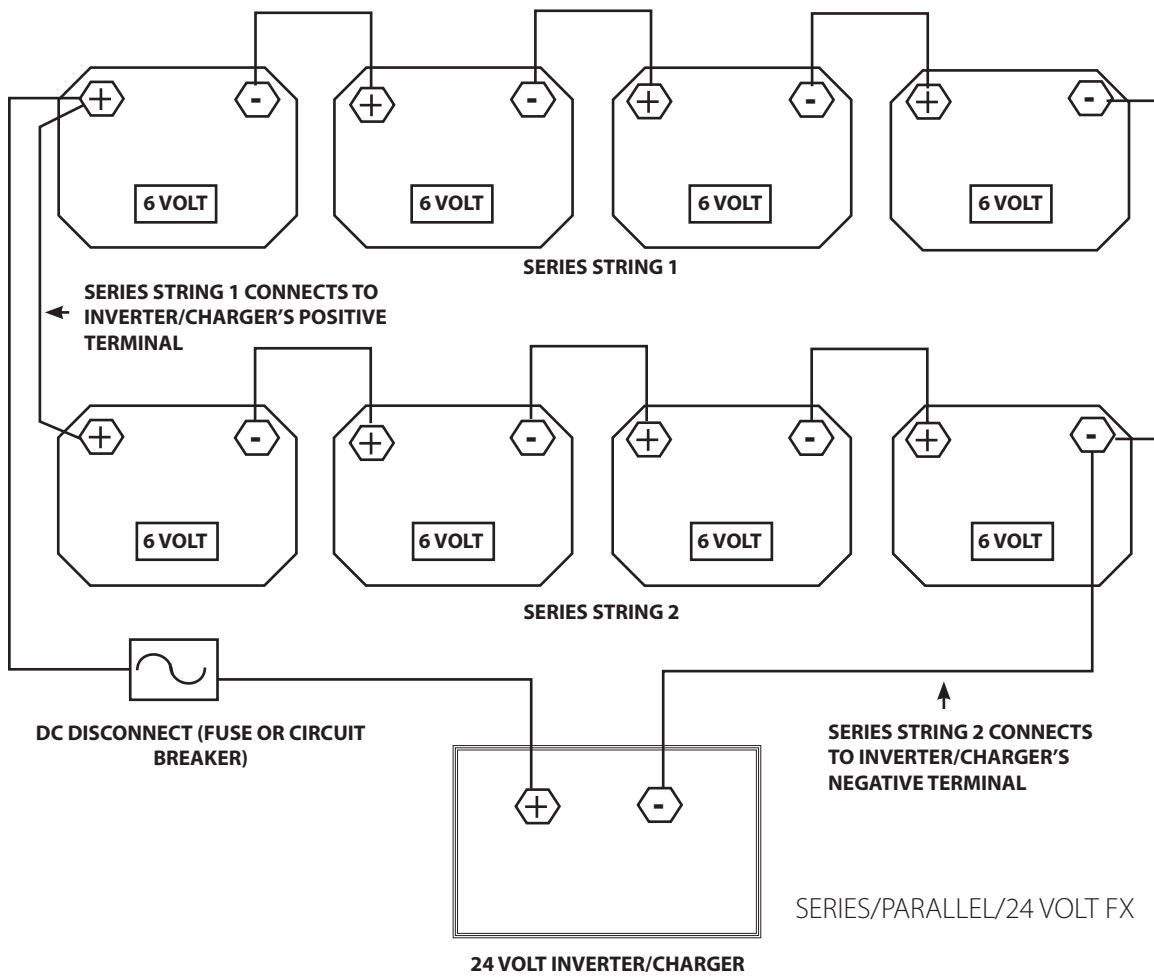 + - + - + - + -
6 VOLT 6 VOLT 6 VOLT 6 VOLT
SERIES STRING 1
SERIES STRING 1 CONNECTS TO
INVERTER/CHARGER'S POSITIVE
TERMINAL
+ - + - + - + -
6 VOLT 6 VOLT 6 VOLT 6 VOLT
SERIES STRING 2
DC DISCONNECT (FUSE OR CIRCUIT
BREAKER)
SERIES STRING 2 CONNECTS
TO INVERTER/CHARGER'S
NEGATIVE TERMINAL
+ -
SERIES/PARALLEL/24 VOLT FX
24 VOLT INVERTER/CHARGER